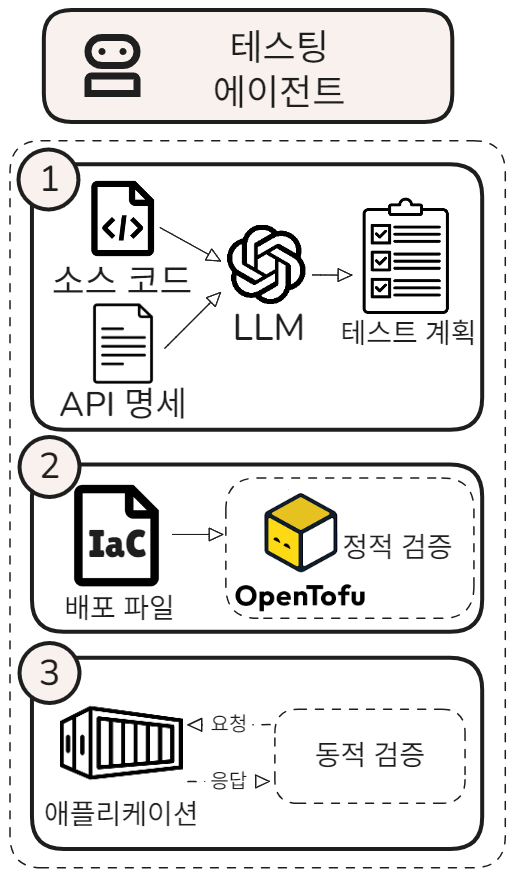 테스팅
에이전트
1
</>
소스 코드
LLM
테스트 계획
API 명세
2
IaC
배포 파일
정적 검증
OpenTofu
3
요청
동적 검증
응답
애플리케이션